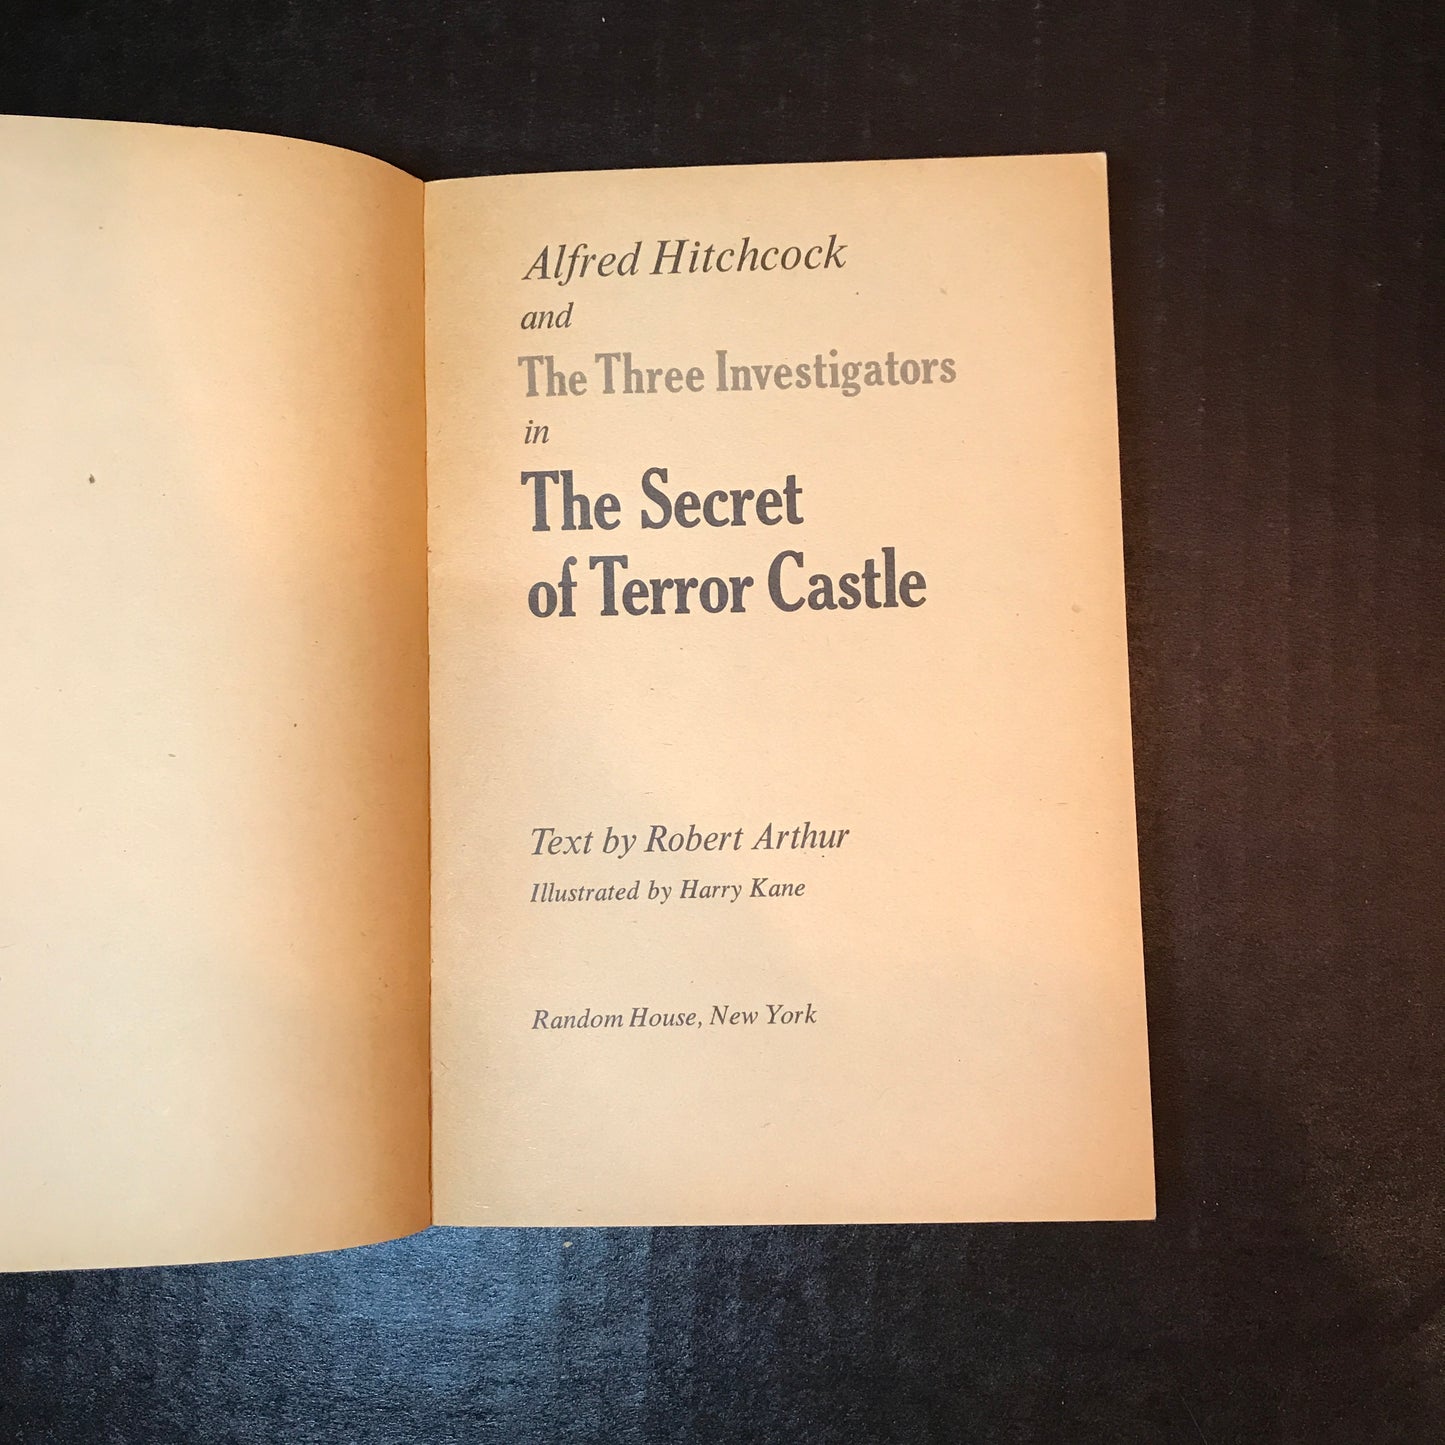 Alfred Hitchcock
and
The Three Investigators
in
The Secret
of Terror Castle
Text by Robert Arthur
Illustrated by Harry Kane
Random House, New York